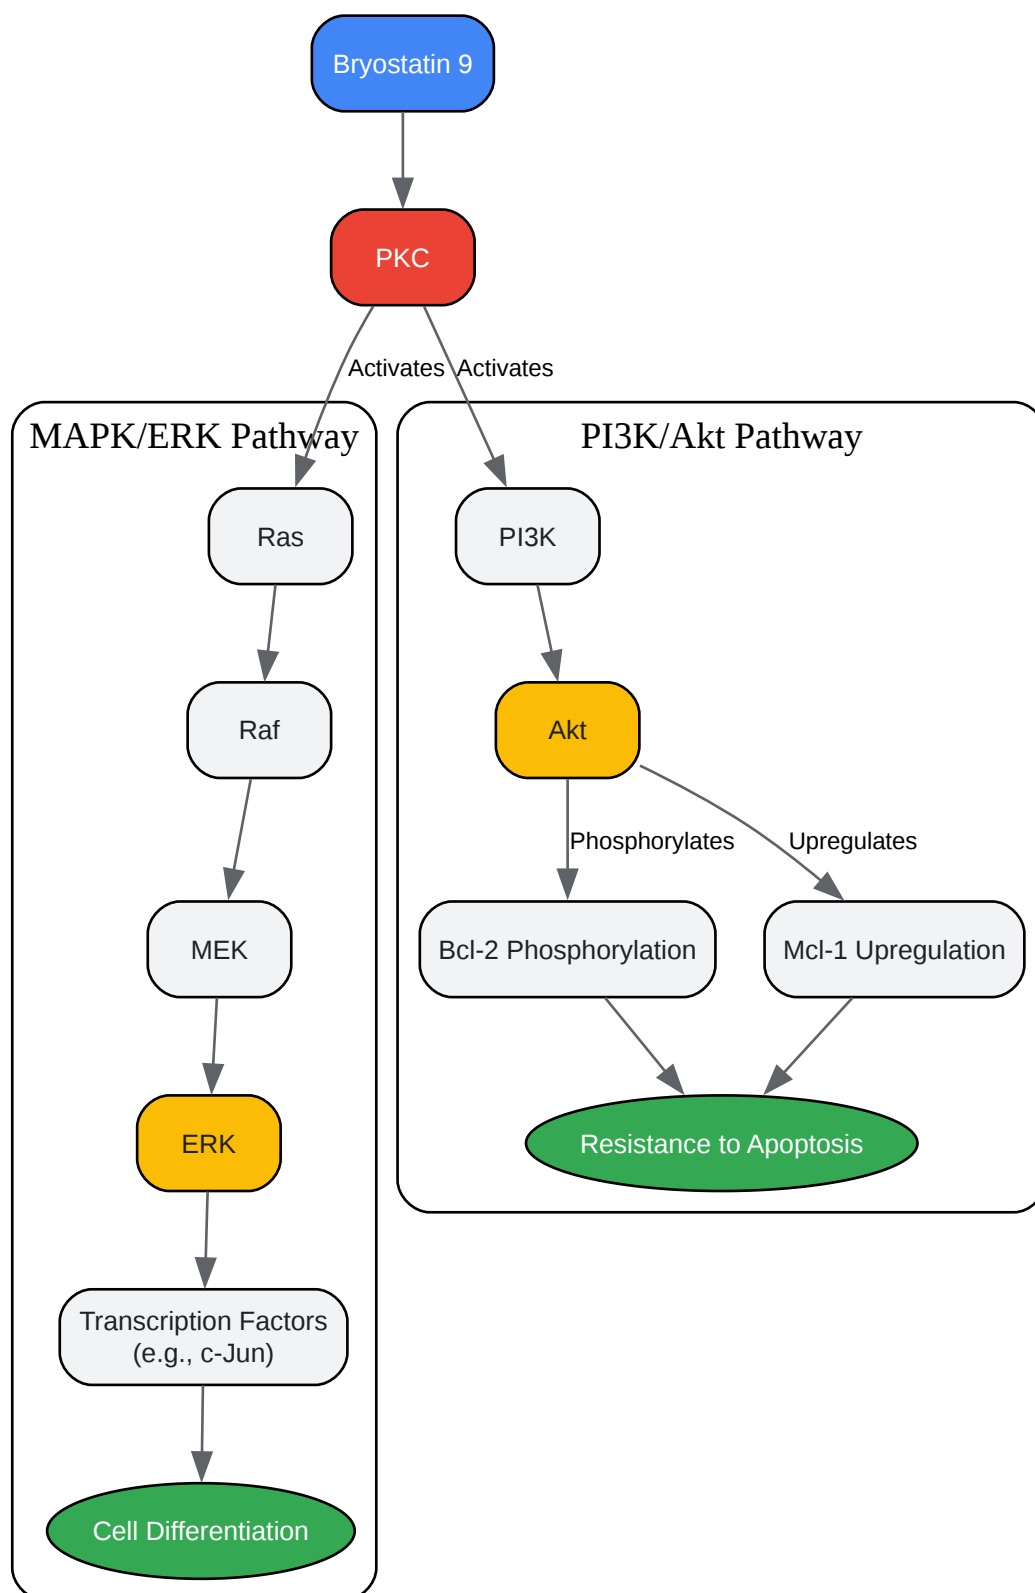 Bryostatin 9
PKC
Activates
Activates
MAPK/ERK Pathway
Ras
Raf
MEK
ERK
Transcription Factors
(e.g., c-Jun)
Cell Differentiation
PI3K/Akt Pathway
PI3K
Akt
Phosphorylates
Upregulates
Bcl-2 Phosphorylation
Mcl-1 Upregulation
Resistance to Apoptosis